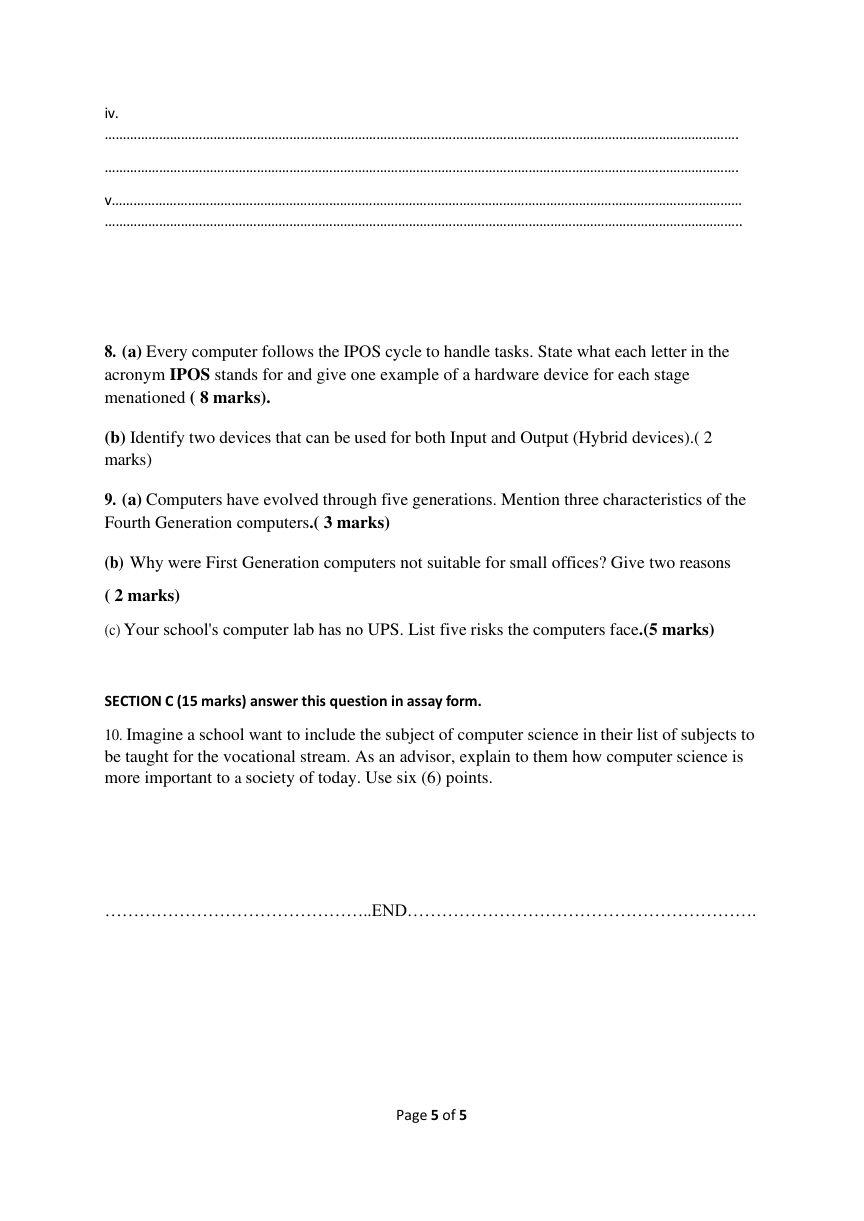 iv.
……………………………………………………………………………………………………………………………………………………………….
……………………………………………………………………………………………………………………………………………………………….
v………………………………………………………………………………………………………………………………………………………………
………………………………………………………………………………………………………………………………………………………………..
8. (a) Every computer follows the IPOS cycle to handle tasks. State what each letter in the
acronym IPOS stands for and give one example of a hardware device for each stage
menationed ( 8 marks).
(b) Identify two devices that can be used for both Input and Output (Hybrid devices).( 2
marks)
9. (a) Computers have evolved through five generations. Mention three characteristics of the
Fourth Generation computers.( 3 marks)
(b) Why were First Generation computers not suitable for small offices? Give two reasons
( 2 marks)
(c) Your school's computer lab has no UPS. List five risks the computers face.(5 marks)
SECTION C (15 marks) answer this question in assay form.
10. Imagine a school want to include the subject of computer science in their list of subjects to
be taught for the vocational stream. As an advisor, explain to them how computer science is
more important to a society of today. Use six (6) points.
………………………………………..END…………………………………………………….
Page 5 of 5